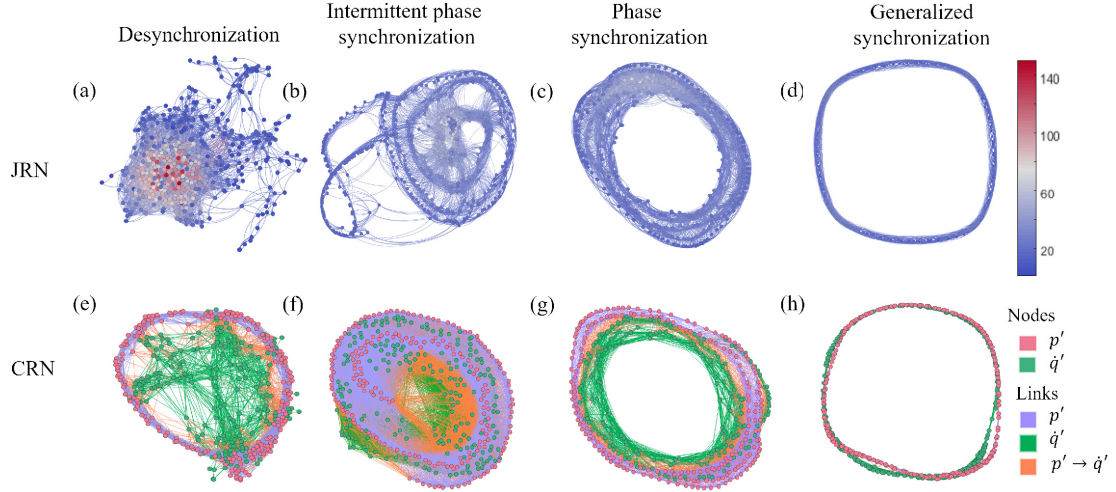 Desynchronization
Intermittent phase
synchronization
Phase
synchronization
Generalized
synchronization
(a)
(b)
(c)
(d)
JRN
140
100
60
20
(e)
(f)
(g)
(h)
CRN
Nodes
p′
q̇′
Links
p′
q̇′
p′ → q̇′